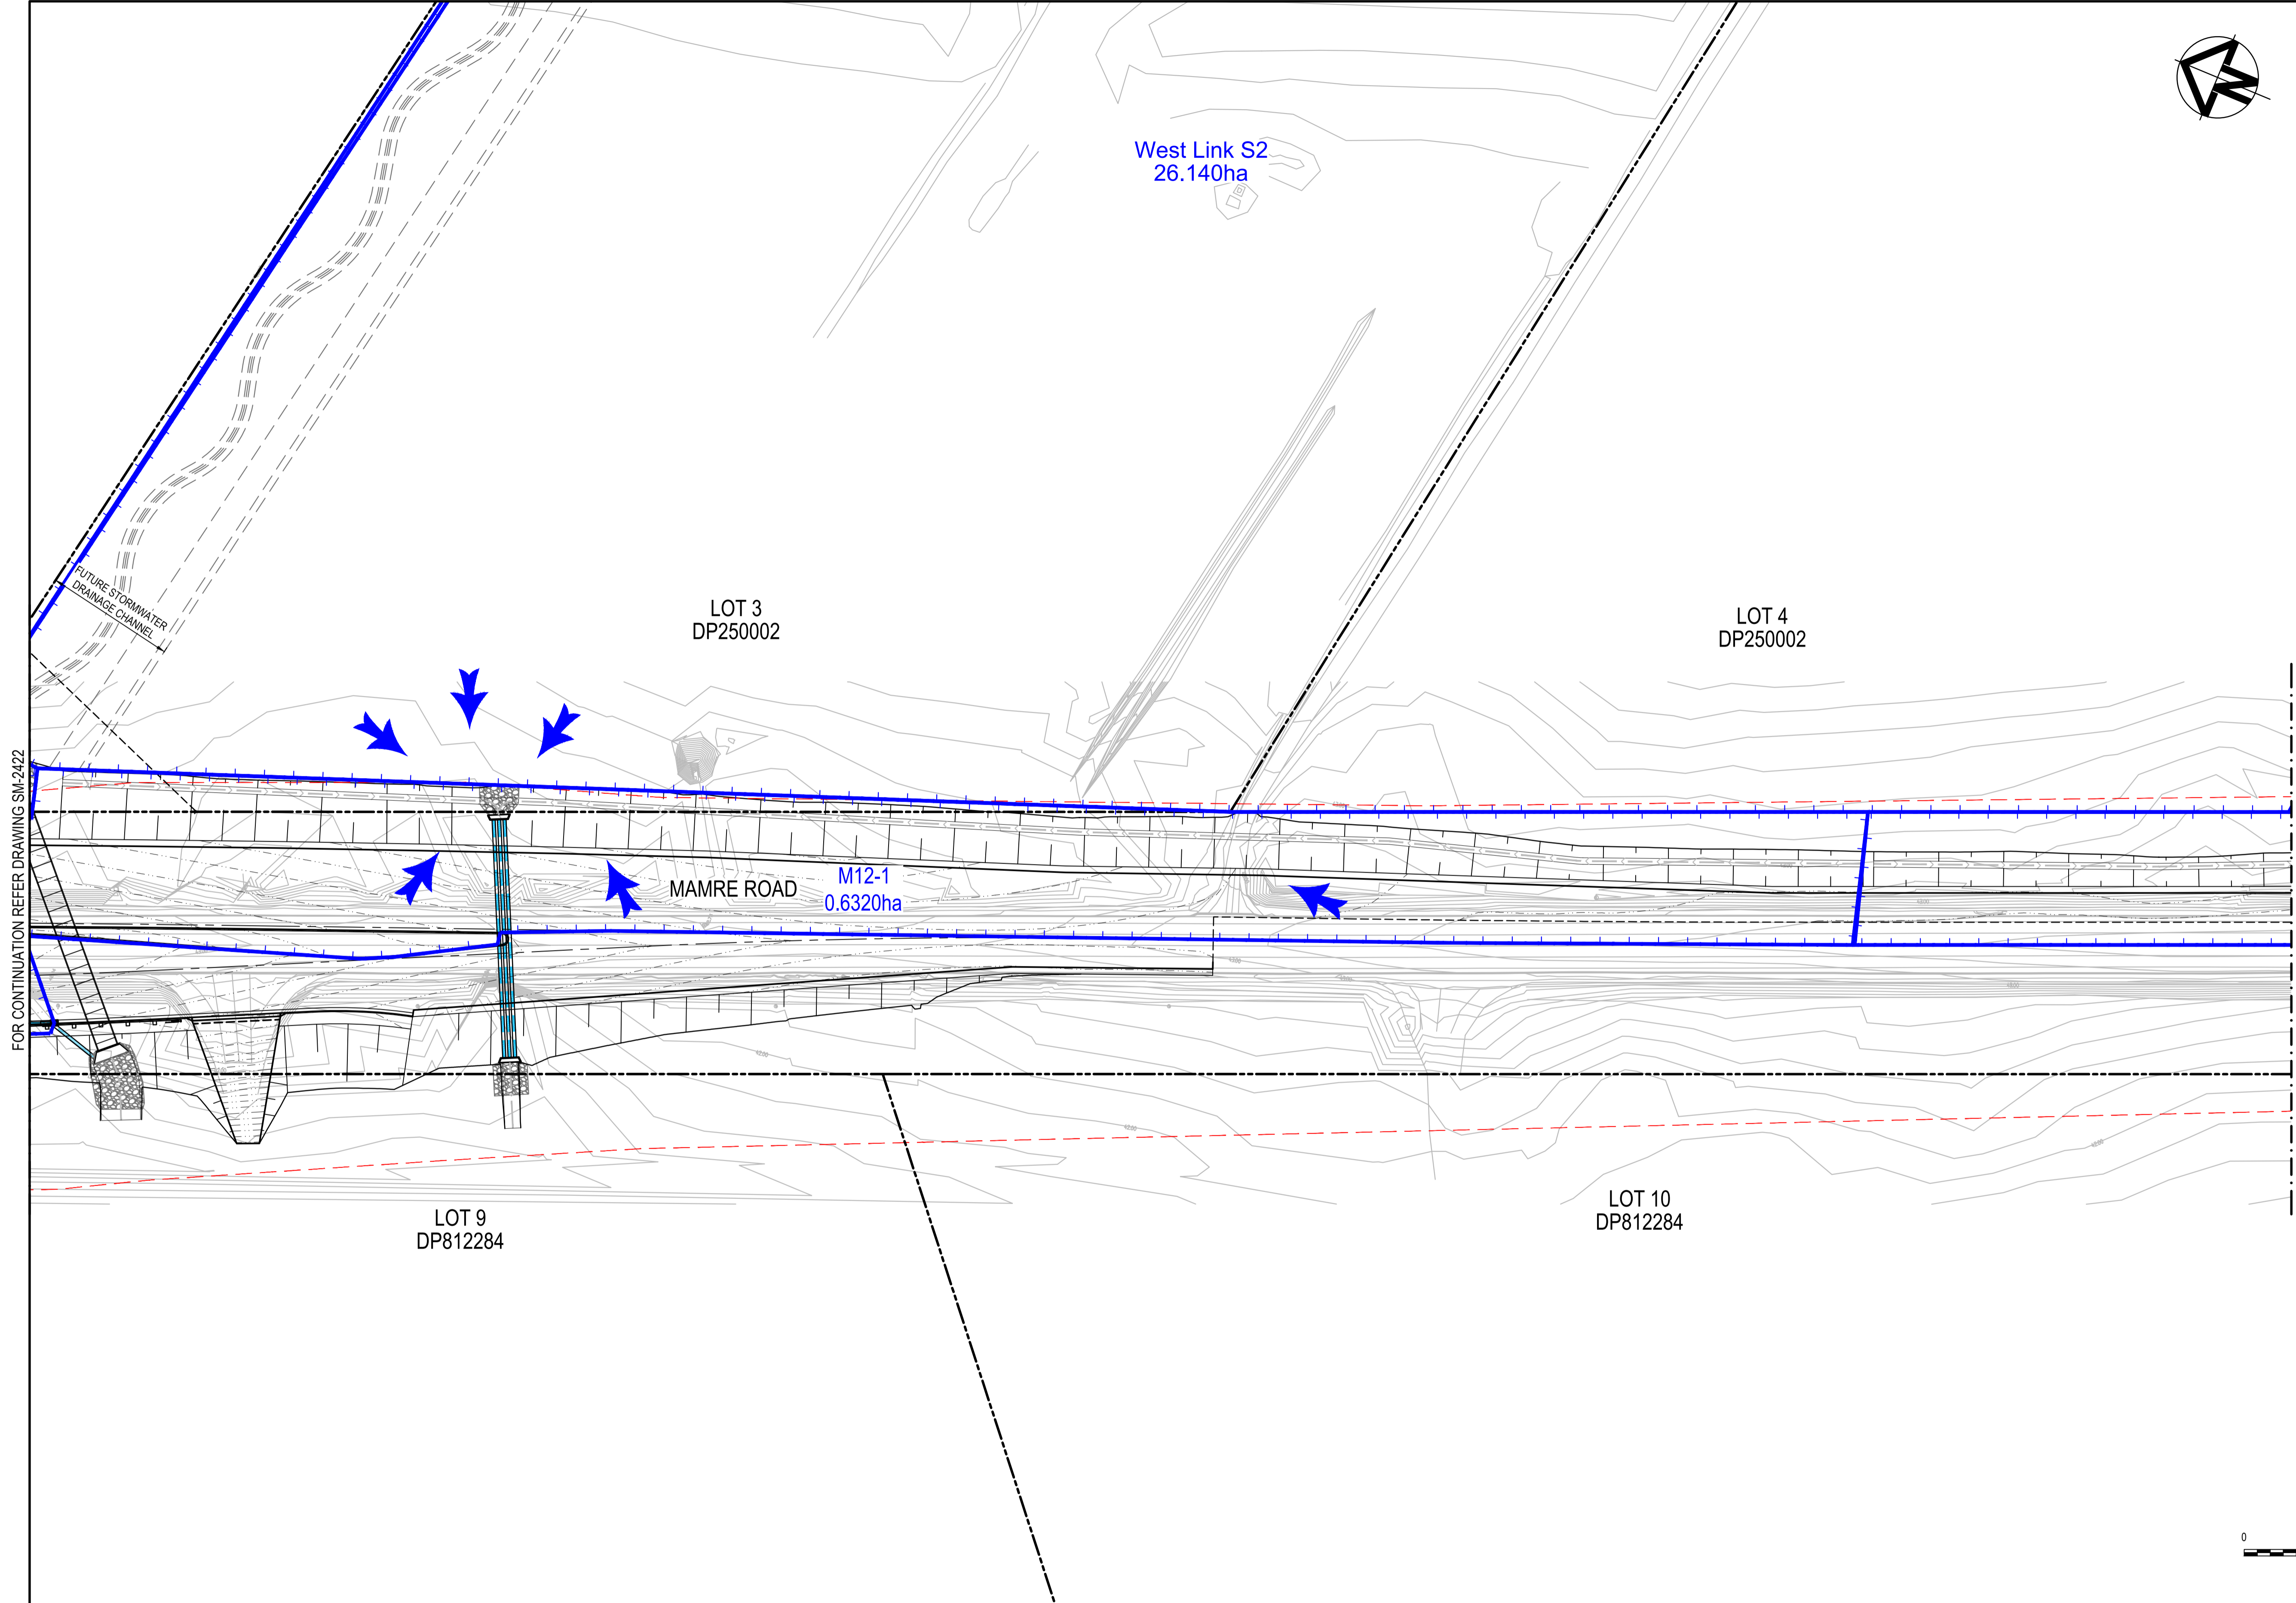 West Link S2
26.140ha
FUTURE STORMWATER
DRAINAGE CHANNEL
LOT 3
DP250002
LOT 4
DP250002
FOR CONTINUATION REFER DRAWING SM-2422
MAMRE ROAD
M12-1
0.6320ha
LOT 9
DP812284
LOT 10
DP812284
N
0